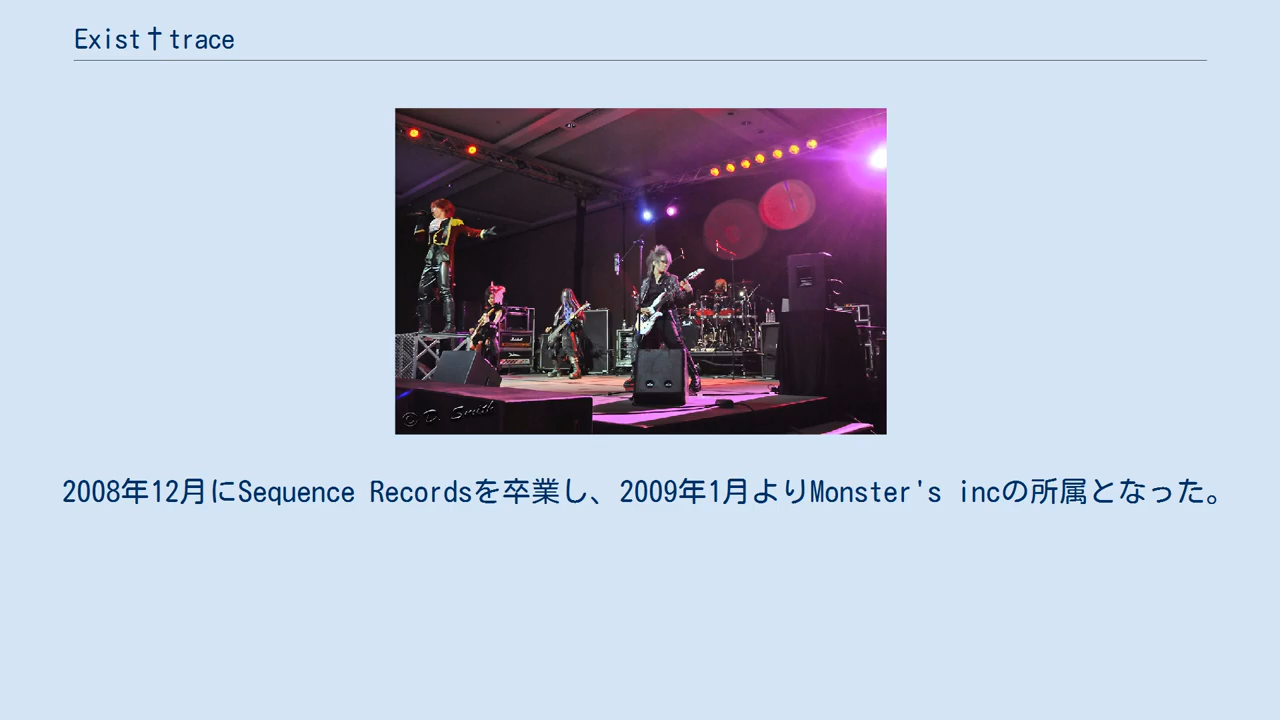 Exist†trace
© D. Smith
2008年12月にSequence Recordsを卒業し、2009年1月よりMonster's incの所属となった。